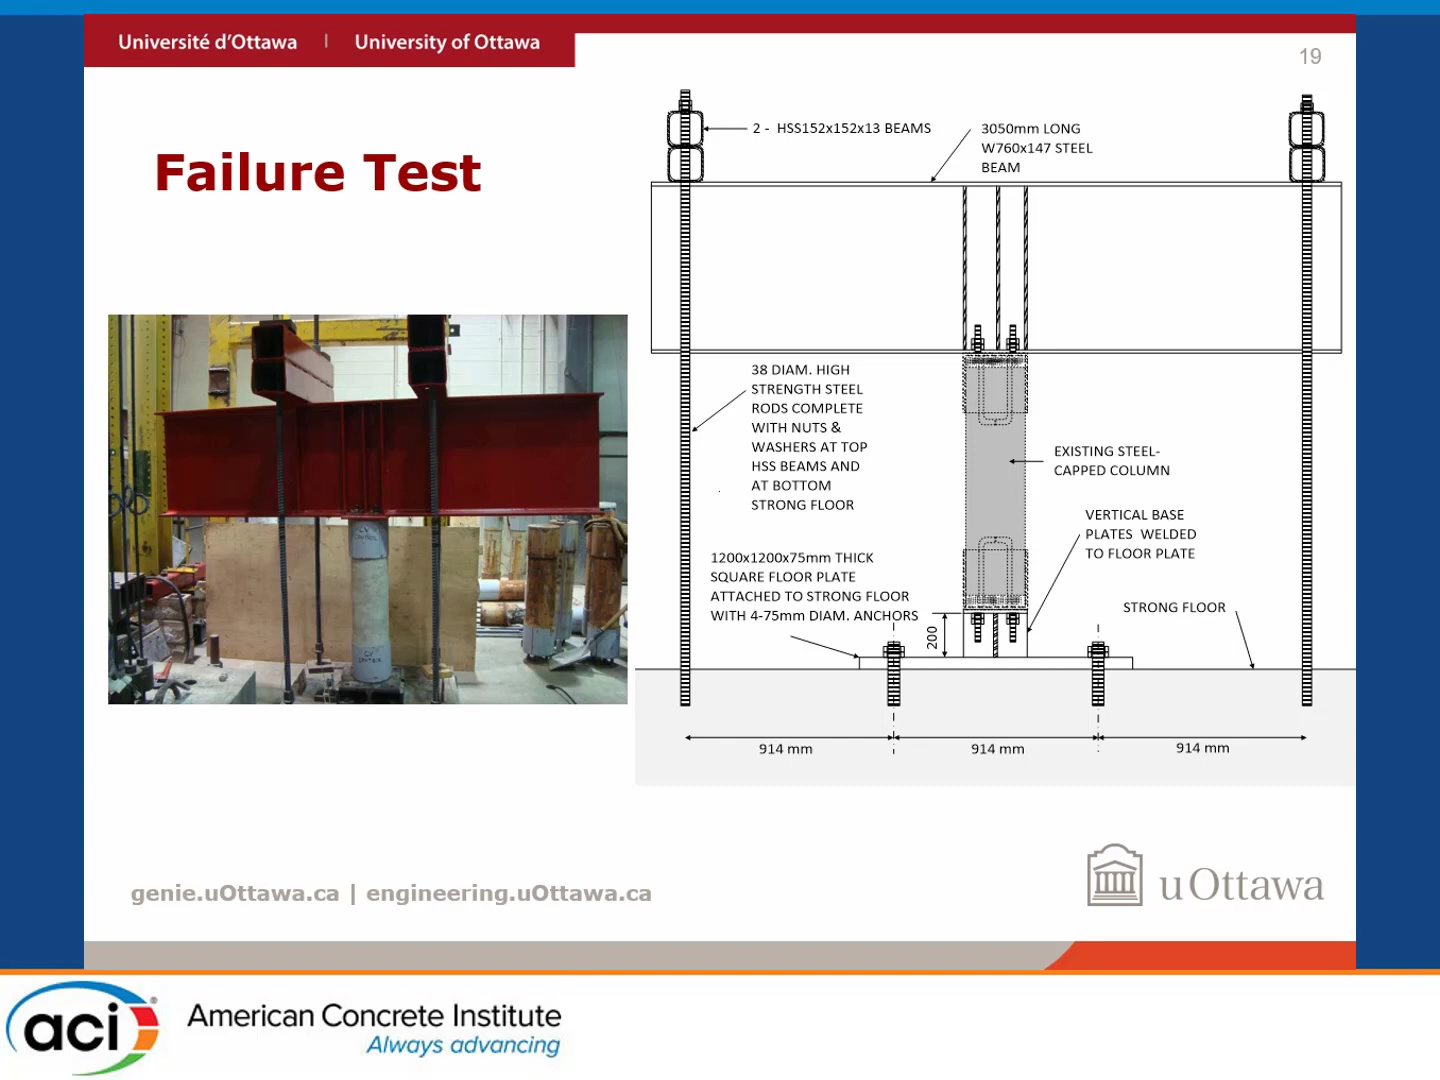 Université d'Ottawa | University of Ottawa
19
Failure Test
2 - HSS152x152x13 BEAMS
3050mm LONG
W760x147 STEEL
BEAM
38 DIAM. HIGH
STRENGTH STEEL
RODS COMPLETE
WITH NUTS &
WASHERS AT TOP
HSS BEAMS AND
AT BOTTOM
STRONG FLOOR
EXISTING STEEL-
CAPPED COLUMN
VERTICAL BASE
PLATES WELDED
TO FLOOR PLATE
1200x1200x75mm THICK
SQUARE FLOOR PLATE
ATTACHED TO STRONG FLOOR
WITH 4-75mm DIAM. ANCHORS
200
STRONG FLOOR
914 mm
914 mm
914 mm
genie.uOttawa.ca | engineering.uOttawa.ca
uOttawa
aci
®
American Concrete Institute
Always advancing